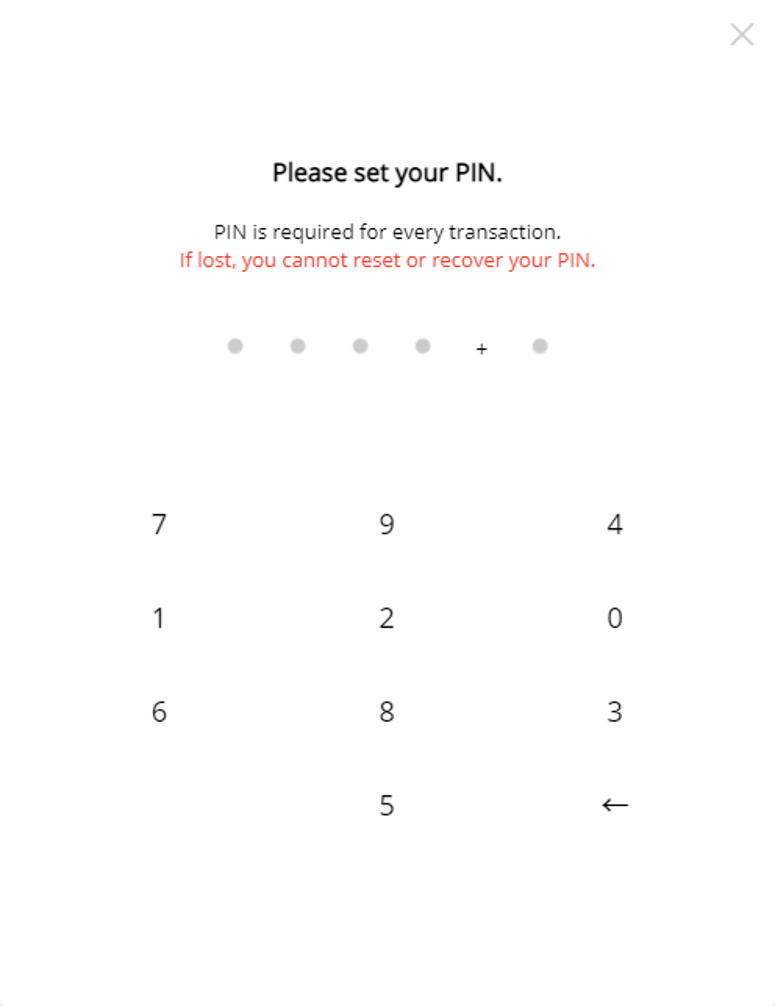 Please set your PIN.
PIN is required for every transaction.
If lost, you cannot reset or recover your PIN.
+
7 9 4
1 2 0
6 8 3
5 ←